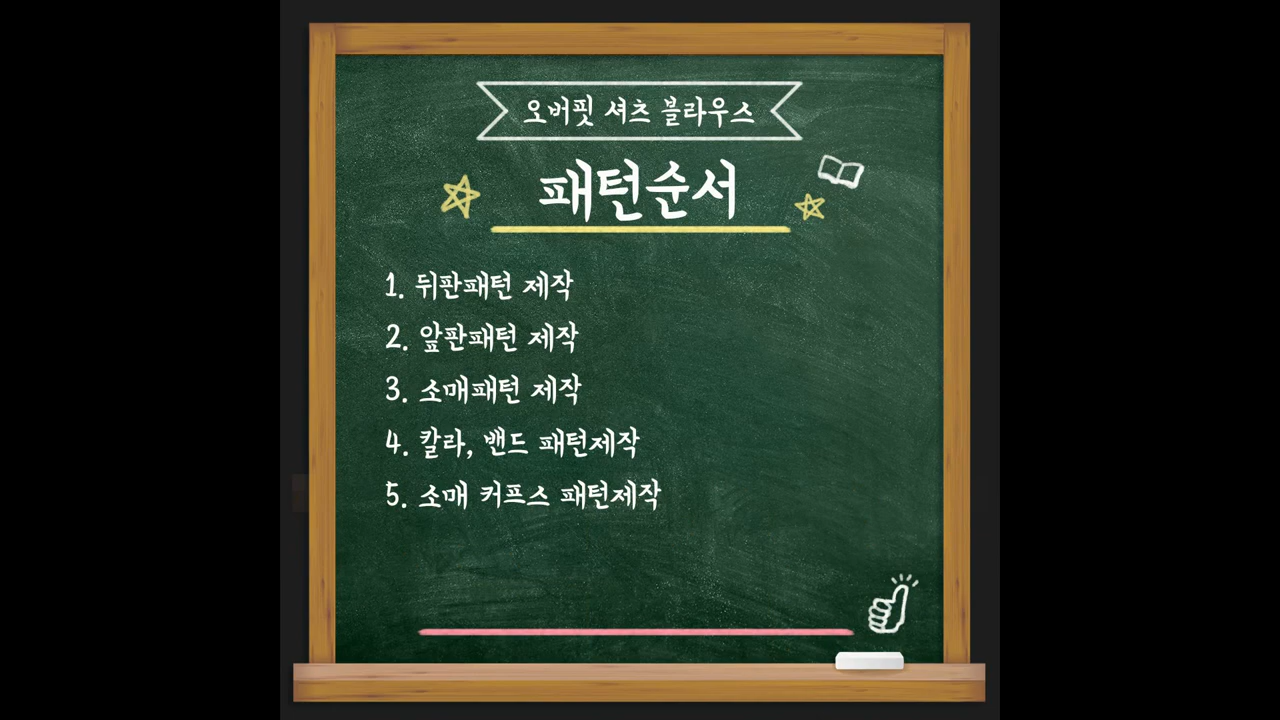 오버핏 셔츠 블라우스
패턴순서
1. 뒤판패턴 제작
2. 앞판패턴 제작
3. 소매패턴 제작
4. 칼라, 밴드 패턴제작
5. 소매 커프스 패턴제작